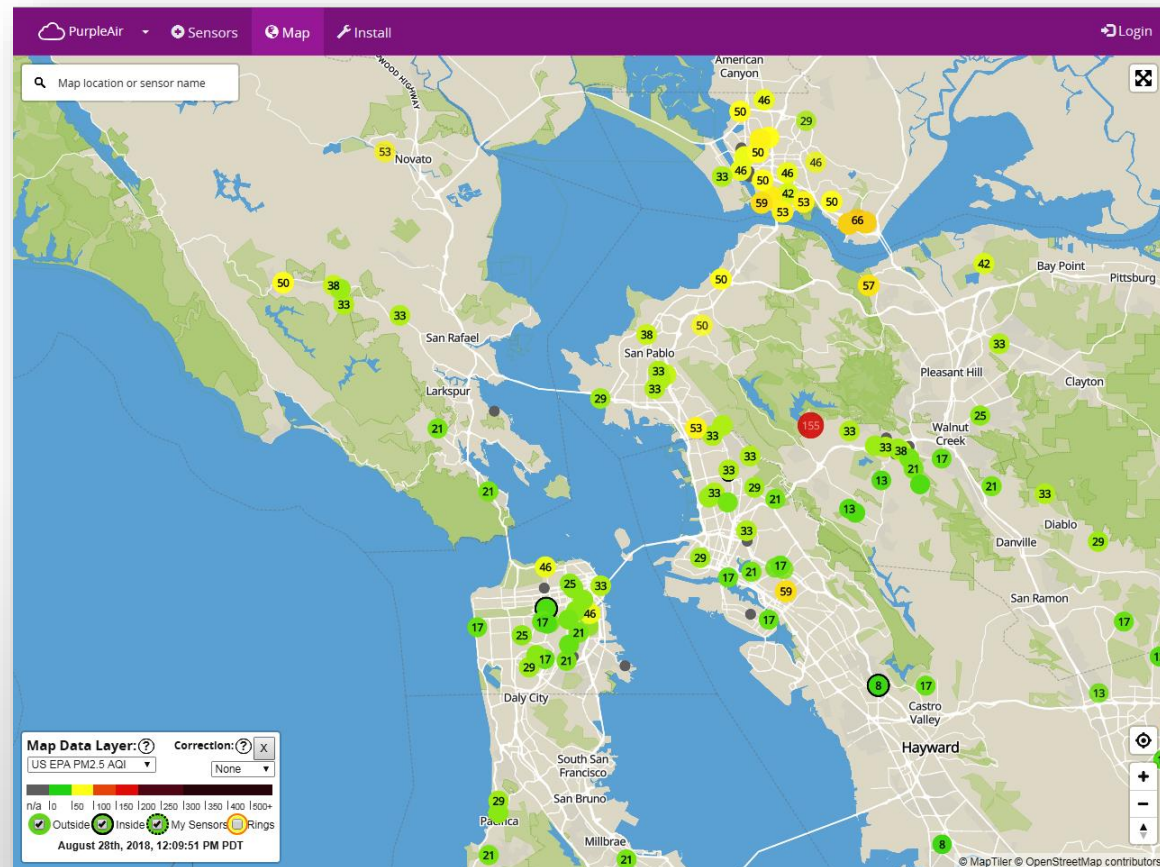 PurpleAir Sensors Map Install Login
Map location or sensor name
American
Canyon
46
50
29
53
Novato
50
46
33
46
50
46
42
59
53
53
50
66
42
Bay Point
Pittsburg
50
38
33
33
50
57
San Rafael
38
50
San Pablo
33
Pleasant Hill
33
33
Clayton
Larkspur
29
25
21
53
33
155
33
Walnut
Creek
33
38
17
33
21
33
21
33
29
21
13
21
33
13
Diablo
33
29
Danville
29
46
17
21
17
25
33
59
San Ramon
17
46
17
17
25
21
17
29
17
21
Daly City
8
17
13
Castro
Valley
Hayward
South San
Francisco
29
San Bruno
Pacifica
Millbrae
21
21
8
Map Data Layer: ? Correction: ? X
US EPA PM2.5 AQI None
n/a 0 50 100 150 200 250 300 350 400 500+
Outside Inside My Sensors Rings
August 28th, 2018, 12:09:51 PM PDT
© MapTiler © OpenStreetMap contributors